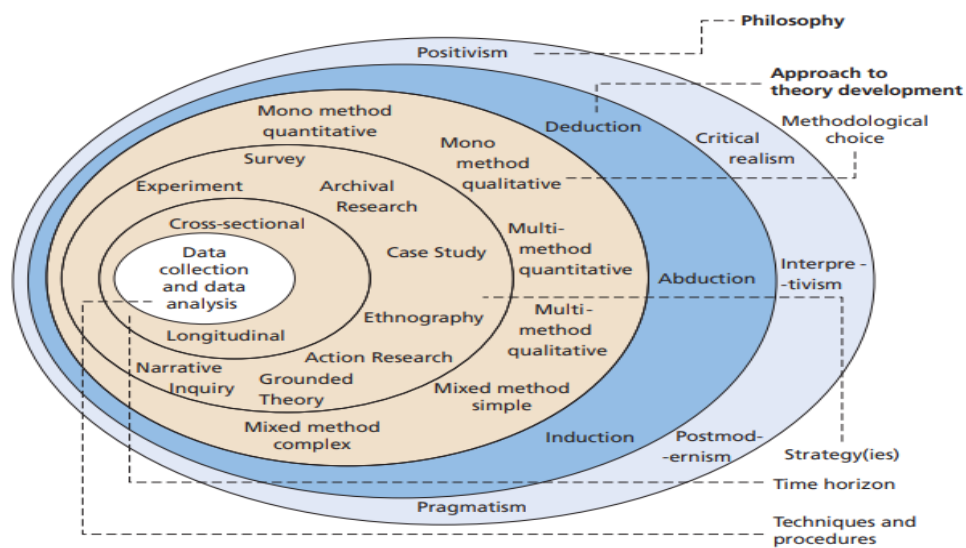 Philosophy
Positivism
Approach to
theory development
Mono method
quantitative
Deduction
Methodological
choice
Critical
realism
Mono
method
qualitative
Survey
Experiment
Archival
Research
Cross-sectional
Multi-
method
quantitative
Case Study
Data
collection
and data
analysis
Abduction
Interpre -
-tivism
Ethnography
Multi-
method
qualitative
Longitudinal
Action Research
Narrative
Inquiry
Grounded
Theory
Mixed method
simple
Mixed method
complex
Induction
Postmod-
-ernism
Strategy(ies)
Time horizon
Pragmatism
Techniques and
procedures